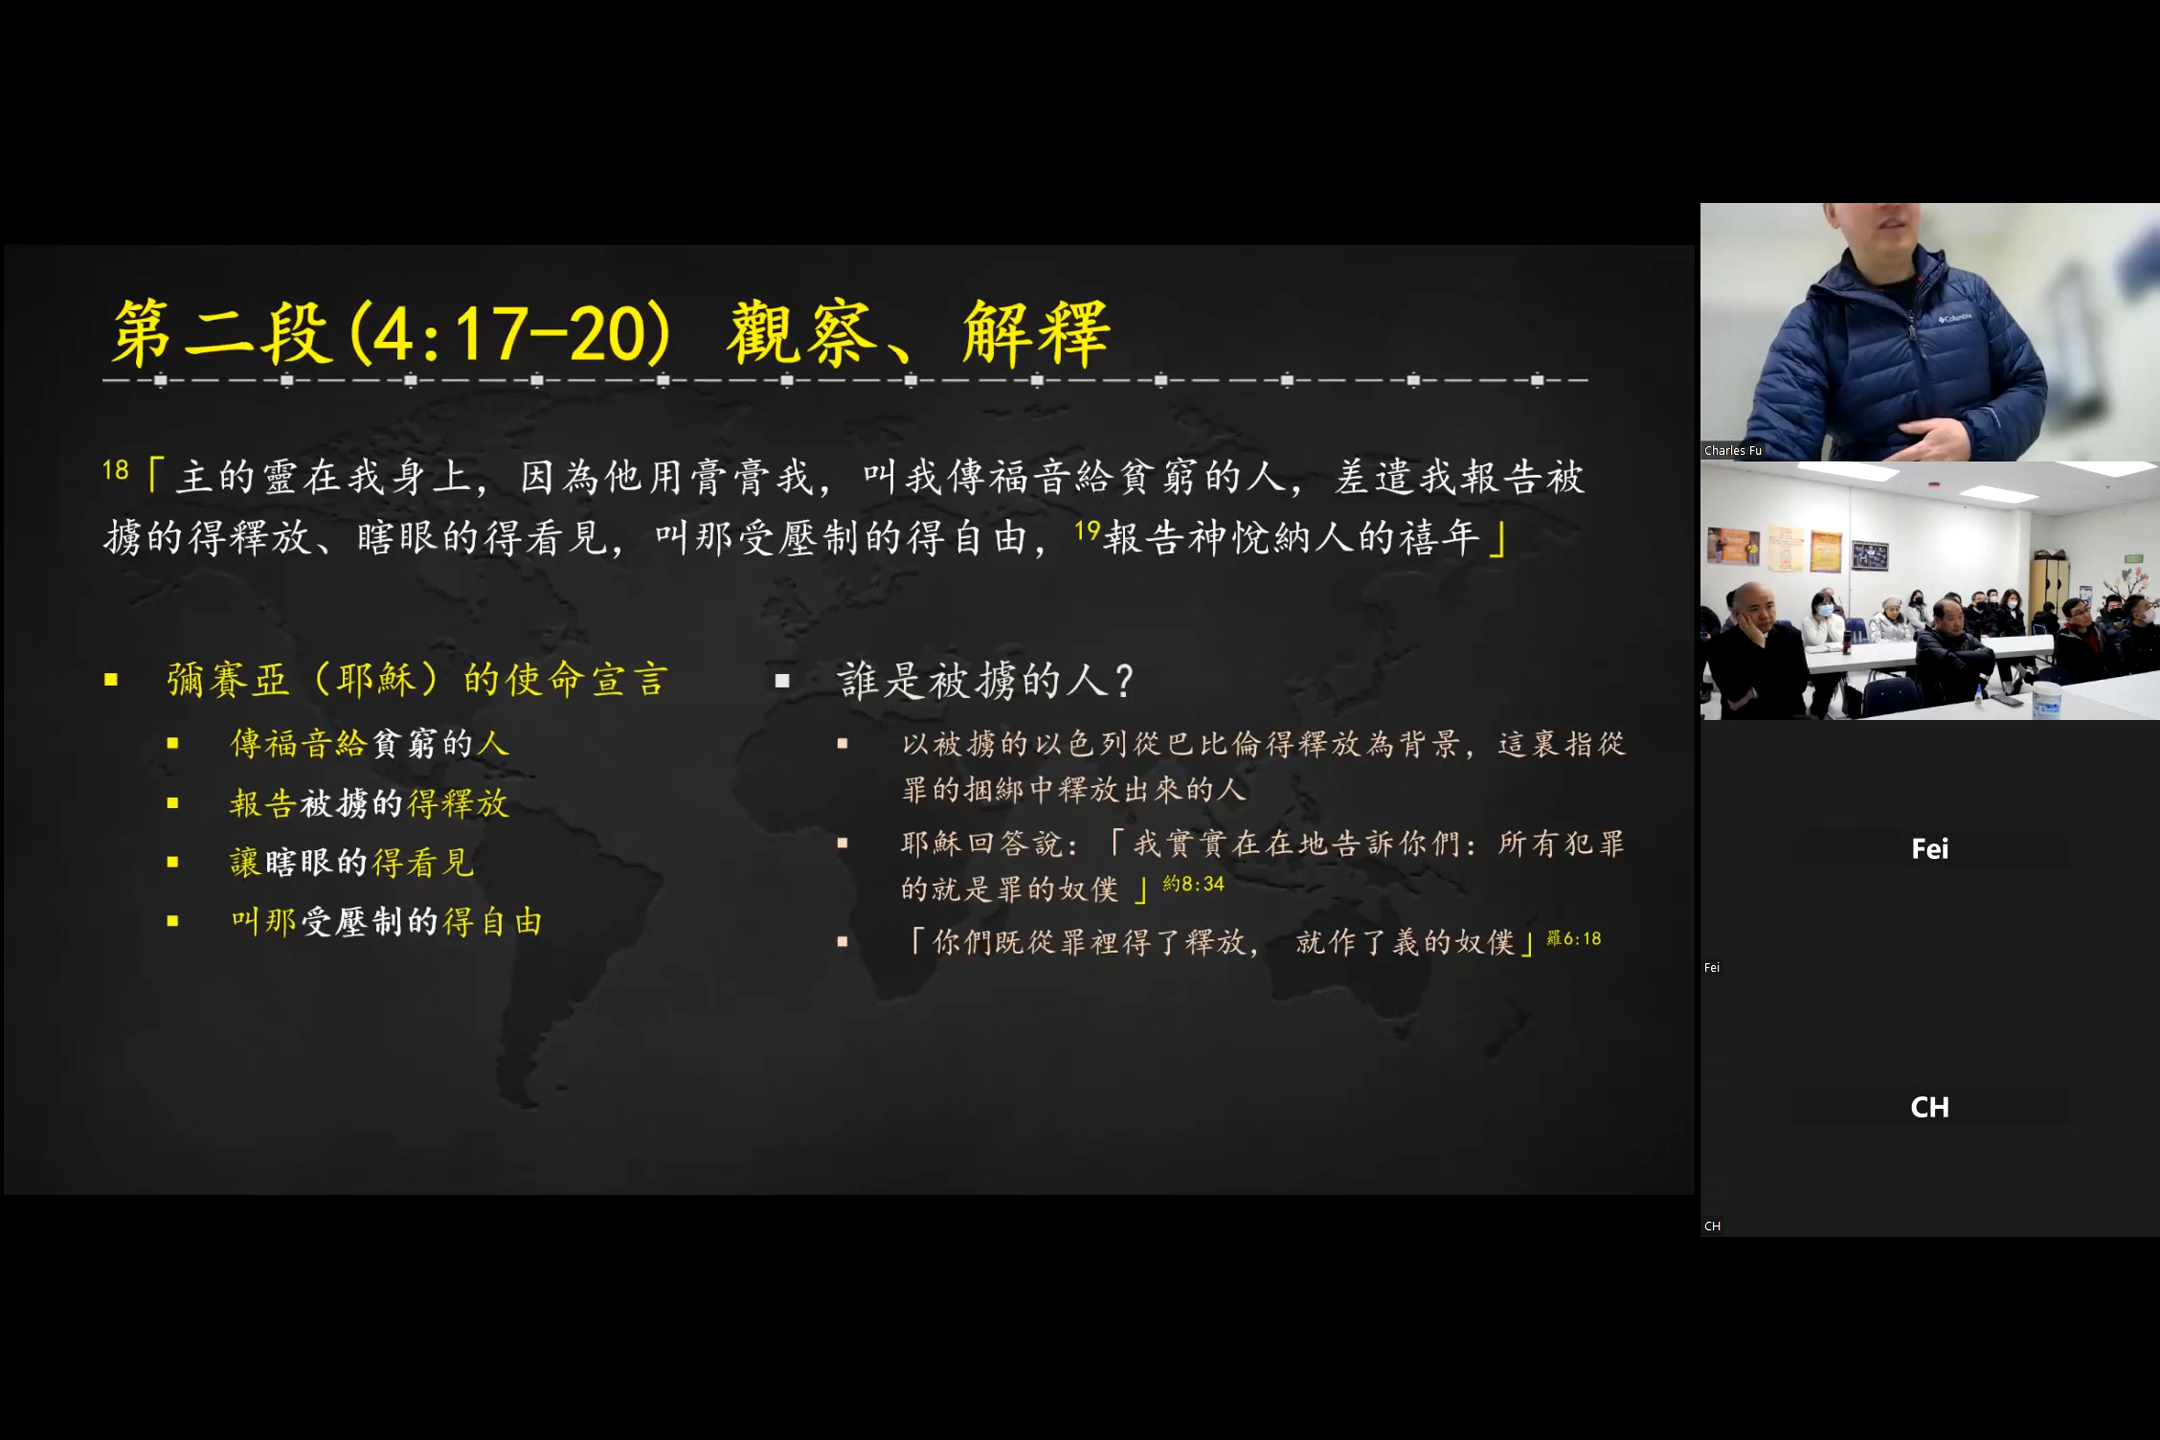 第二段(4:17-20) 觀察、解釋
18「主的靈在我身上，因為他用膏膏我，叫我傳福音給貧窮的人，差遣我報告被
擄的得釋放、瞎眼的得看見，叫那受壓制的得自由，19報告神悅納人的禧年」
▪ 彌賽亞（耶穌）的使命宣言
▪ 傳福音給貧窮的人
▪ 報告被擄的得釋放
▪ 讓瞎眼的得看見
▪ 叫那受壓制的得自由
▪ 誰是被擄的人？
▪ 以被擄的以色列從巴比倫得釋放為背景，這裏指從
罪的捆綁中釋放出來的人
▪ 耶穌回答說：「我實實在在地告訴你們：所有犯罪
的就是罪的奴僕 」約8:34
▪ 「你們既從罪裡得了釋放， 就作了義的奴僕」羅6:18
Columbia
Charles Fu
Fei
Fei
CH
CH